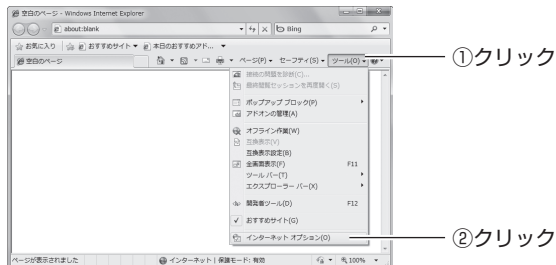 空白のページ - Windows Internet Explorer
about:blank
Bing
お気に入り おすすめサイト 本日のおすすめアド...
空白のページ
ページ(P) セーフティ(S) ツール(O)
①クリック
接続の問題を診断(C)...
最終閲覧セッションを再度開く(S)
ポップアップ ブロック(P)
アドオンの管理(A)
オフライン作業(W)
互換表示(V)
互換表示設定(B)
全画面表示(F) F11
ツール バー(T)
エクスプローラー バー(X)
開発者ツール(D) F12
おすすめサイト(G)
インターネット オプション(O)
②クリック
ページが表示されました
インターネット | 保護モード: 有効
100%